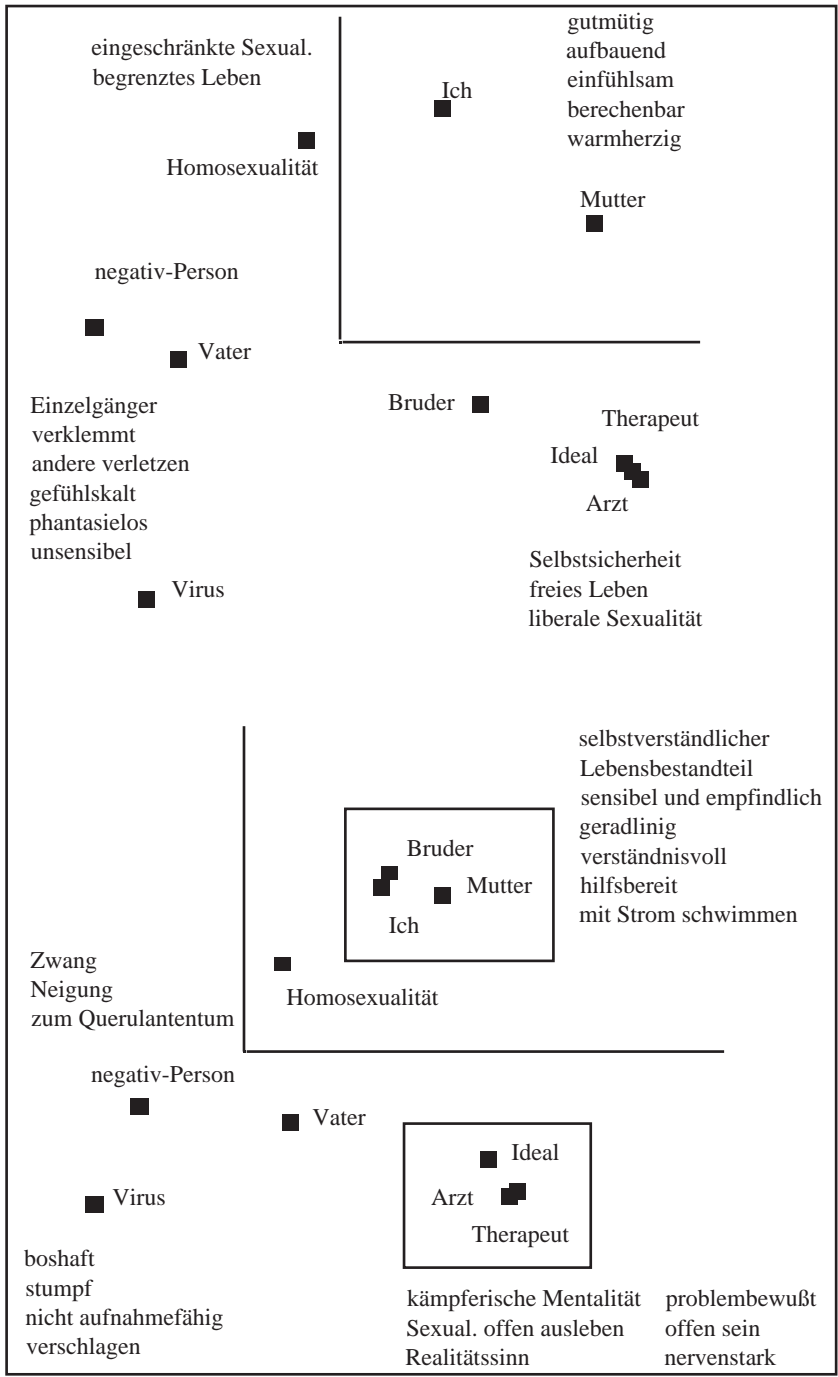 eingeschränkte Sexual.
begrenztes Leben
gutmütig
aufbauend
einfühlsam
berechenbar
warmherzig
Ich
Homosexualität
Mutter
negativ-Person
Vater
Einzelgänger
verklemmt
andere verletzen
gefühlskalt
phantasielos
unsensibel
Bruder
Therapeut
Ideal
Arzt
Virus
Selbstsicherheit
freies Leben
liberale Sexualität
selbstverständlicher
Lebensbestandteil
sensibel und empfindlich
geradlinig
verständnisvoll
hilfsbereit
mit Strom schwimmen
Bruder
Mutter
Ich
Zwang
Neigung
zum Querulantentum
Homosexualität
negativ-Person
Vater
Ideal
Arzt
Therapeut
Virus
boshaft
stumpf
nicht aufnahmefähig
verschlagen
kämpferische Mentalität
Sexual. offen ausleben
Realitätssinn
problembewußt
offen sein
nervenstark